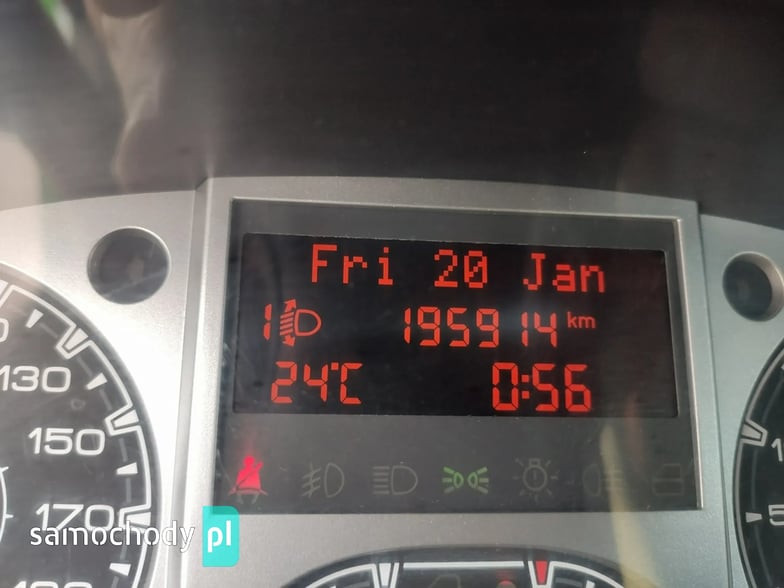 Fri 20 Jan
1 195914 km
24°C 0:56
130
150
170
samochody pl